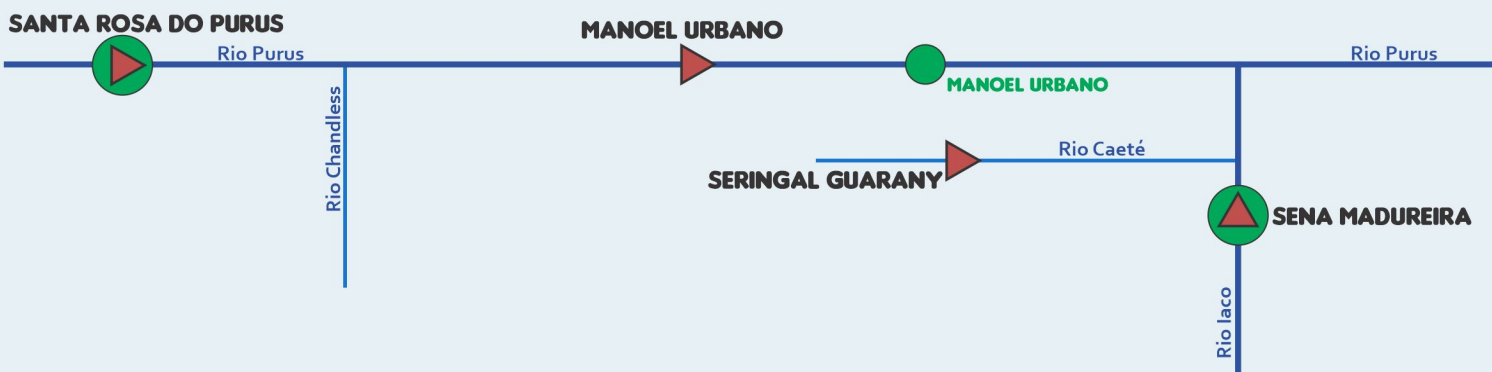 SANTA ROSA DO PURUS
MANOEL URBANO
Rio Purus
Rio Purus
MANOEL URBANO
Rio Chandless
Rio Caeté
SERINGAL GUARANY
SENA MADUREIRA
Rio Iaco